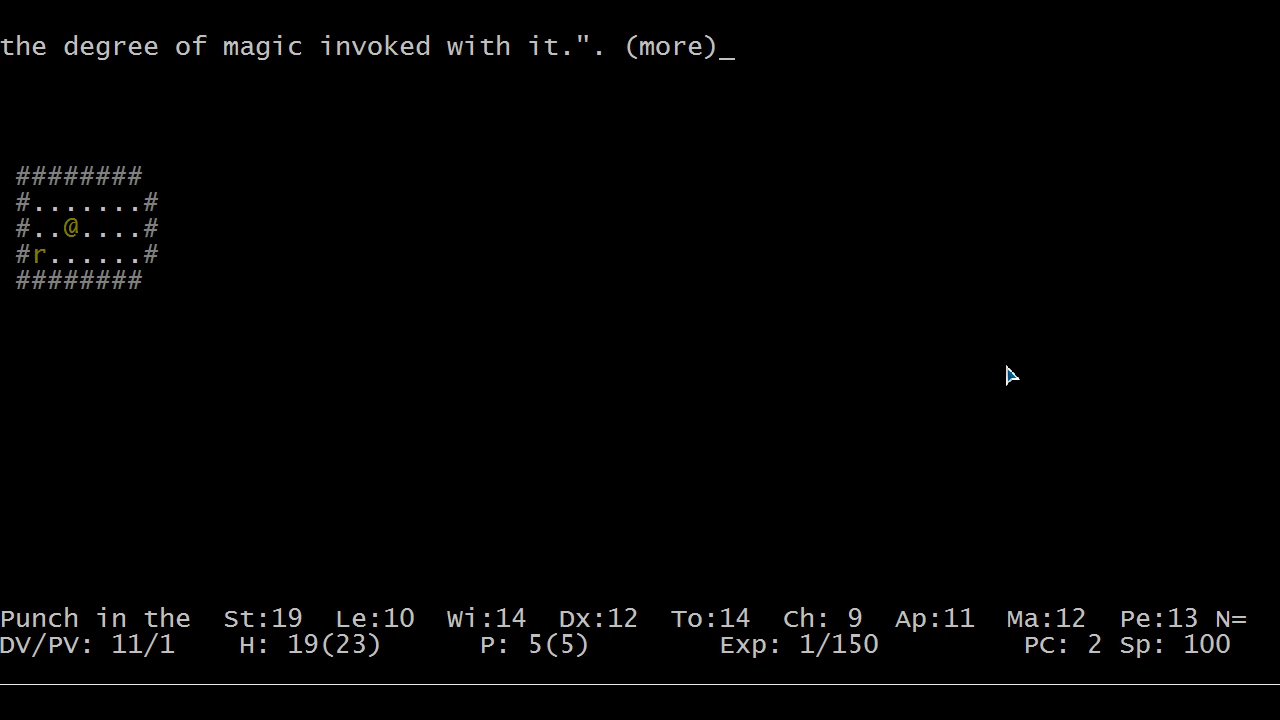 the degree of magic invoked with it.". (more)_
########
#.......#
#..@....#
#r......#
########
Punch in the  St:19  Le:10  Wi:14  Dx:12  To:14  Ch: 9  Ap:11  Ma:12  Pe:13 N=
DV/PV: 11/1    H: 19(23)      P: 5(5)        Exp: 1/150         PC: 2 Sp: 100